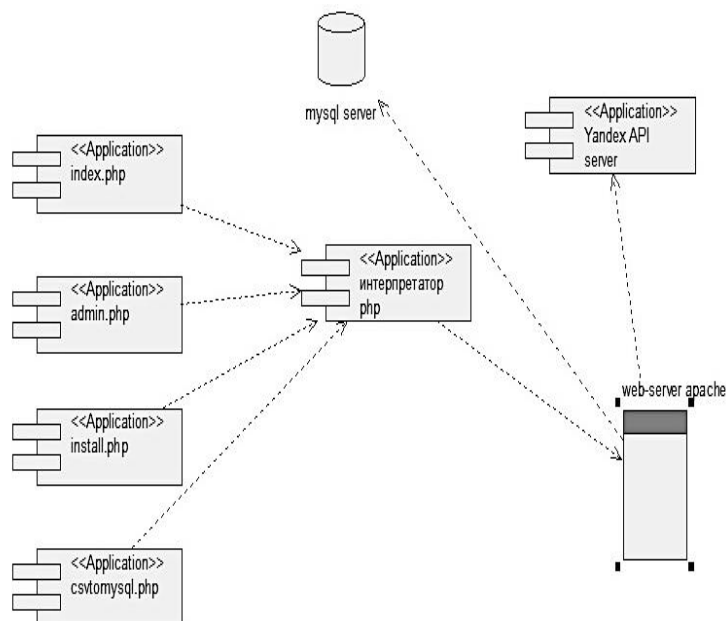 mysql server
<<Application>>
Yandex API
server
<<Application>>
index.php
<<Application>>
интерпретатор
php
<<Application>>
admin.php
web-server apache
<<Application>>
install.php
<<Application>>
csvtomysql.php